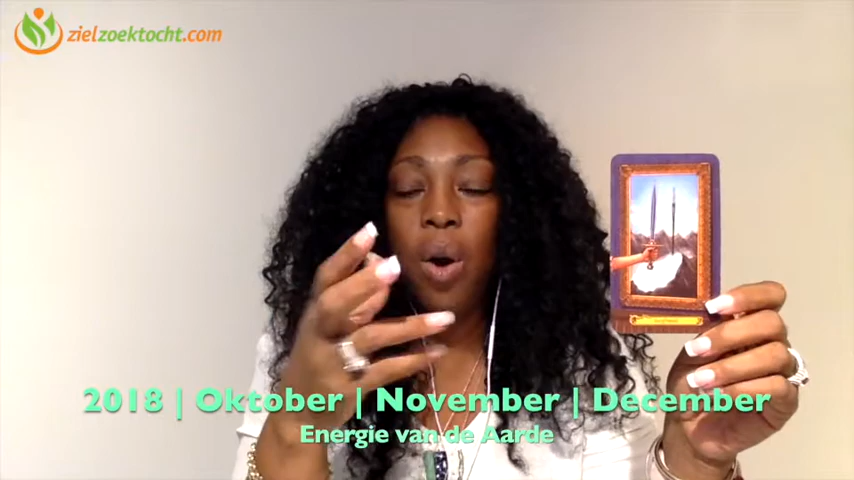 zielzoektocht.com
2018 | Oktober | November | December
Energie van de Aarde